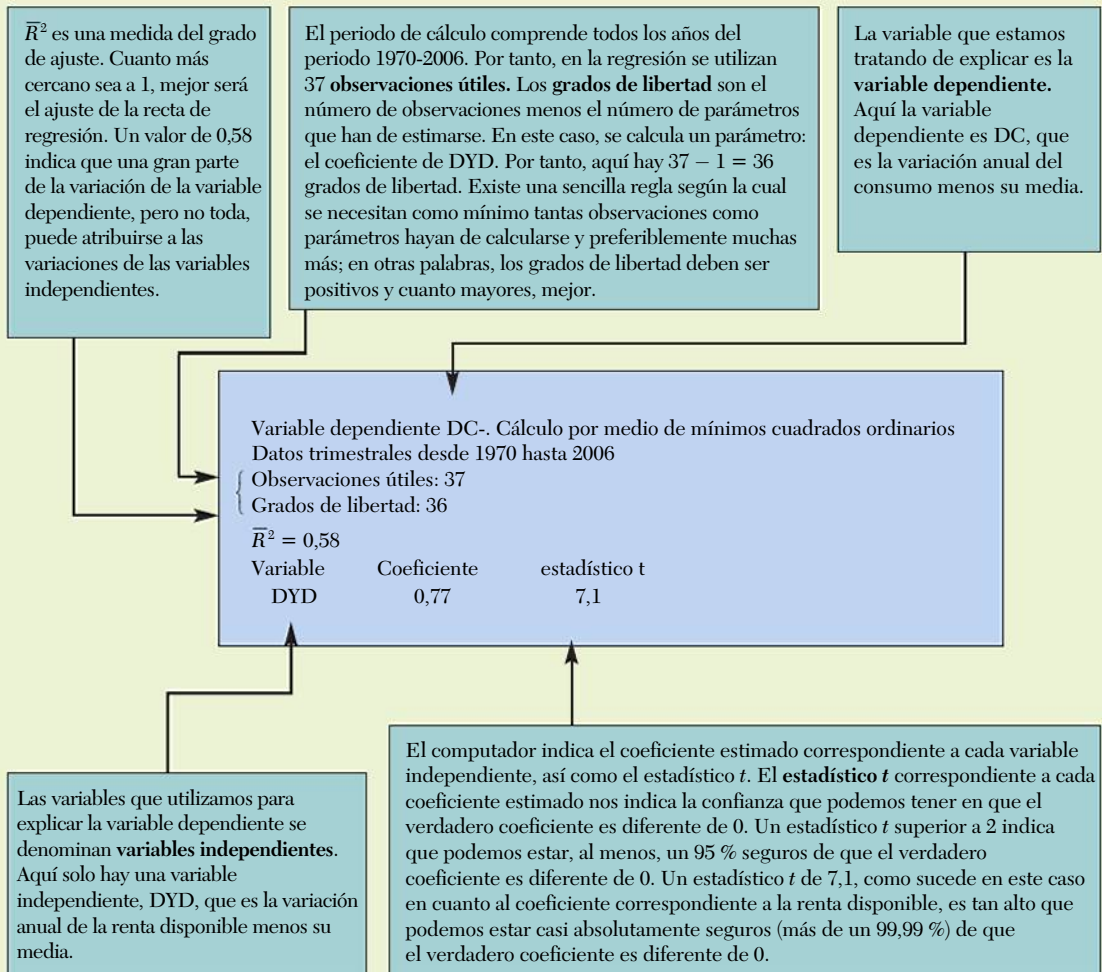 R̅² es una medida del grado
de ajuste. Cuanto más
cercano sea a 1, mejor será
el ajuste de la recta de
regresión. Un valor de 0,58
indica que una gran parte
de la variación de la variable
dependiente, pero no toda,
puede atribuirse a las
variaciones de las variables
independientes.
El periodo de cálculo comprende todos los años del
periodo 1970-2006. Por tanto, en la regresión se utilizan
37 observaciones útiles. Los grados de libertad son el
número de observaciones menos el número de parámetros
que han de estimarse. En este caso, se calcula un parámetro:
el coeficiente de DYD. Por tanto, aquí hay 37 − 1 = 36
grados de libertad. Existe una sencilla regla según la cual
se necesitan como mínimo tantas observaciones como
parámetros hayan de calcularse y preferiblemente muchas
más; en otras palabras, los grados de libertad deben ser
positivos y cuanto mayores, mejor.
La variable que estamos
tratando de explicar es la
variable dependiente.
Aquí la variable
dependiente es DC, que
es la variación anual del
consumo menos su media.
Variable dependiente DC-. Cálculo por medio de mínimos cuadrados ordinarios
Datos trimestrales desde 1970 hasta 2006
Observaciones útiles: 37
Grados de libertad: 36
R̅² = 0,58
Variable Coeficiente estadístico t
DYD 0,77 7,1
Las variables que utilizamos para
explicar la variable dependiente se
denominan variables independientes.
Aquí solo hay una variable
independiente, DYD, que es la variación
anual de la renta disponible menos su
media.
El computador indica el coeficiente estimado correspondiente a cada variable
independiente, así como el estadístico t. El estadístico t correspondiente a cada
coeficiente estimado nos indica la confianza que podemos tener en que el
verdadero coeficiente es diferente de 0. Un estadístico t superior a 2 indica
que podemos estar, al menos, un 95 % seguros de que el verdadero
coeficiente es diferente de 0. Un estadístico t de 7,1, como sucede en este caso
en cuanto al coeficiente correspondiente a la renta disponible, es tan alto que
podemos estar casi absolutamente seguros (más de un 99,99 %) de que
el verdadero coeficiente es diferente de 0.